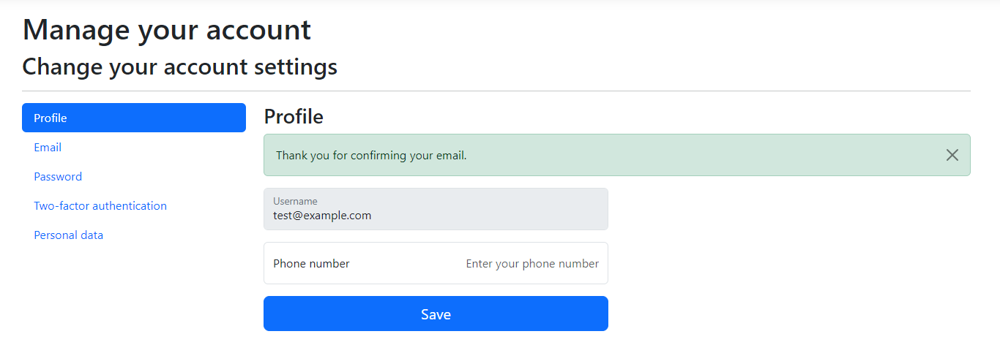 Manage your account
Change your account settings
Profile
Email
Password
Two-factor authentication
Personal data
Profile
Thank you for confirming your email.
Username
test@example.com
Phone number Enter your phone number
Save